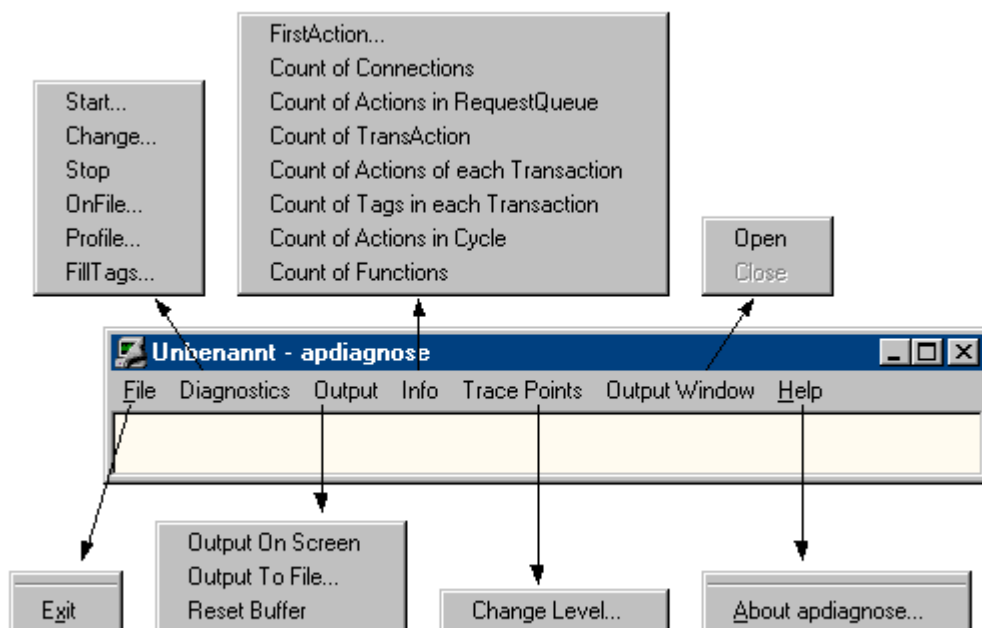 FirstAction...
Count of Connections
Count of Actions in RequestQueue
Count of TransAction
Count of Actions of each Transaction
Count of Tags in each Transaction
Count of Actions in Cycle
Count of Functions
Start...
Change...
Stop
OnFile...
Profile...
FillTags...
Open
Close
Unbenannt - apdiagnose
File Diagnostics Output Info Trace Points Output Window Help
Output On Screen
Output To File...
Reset Buffer
Exit
Change Level...
About apdiagnose...